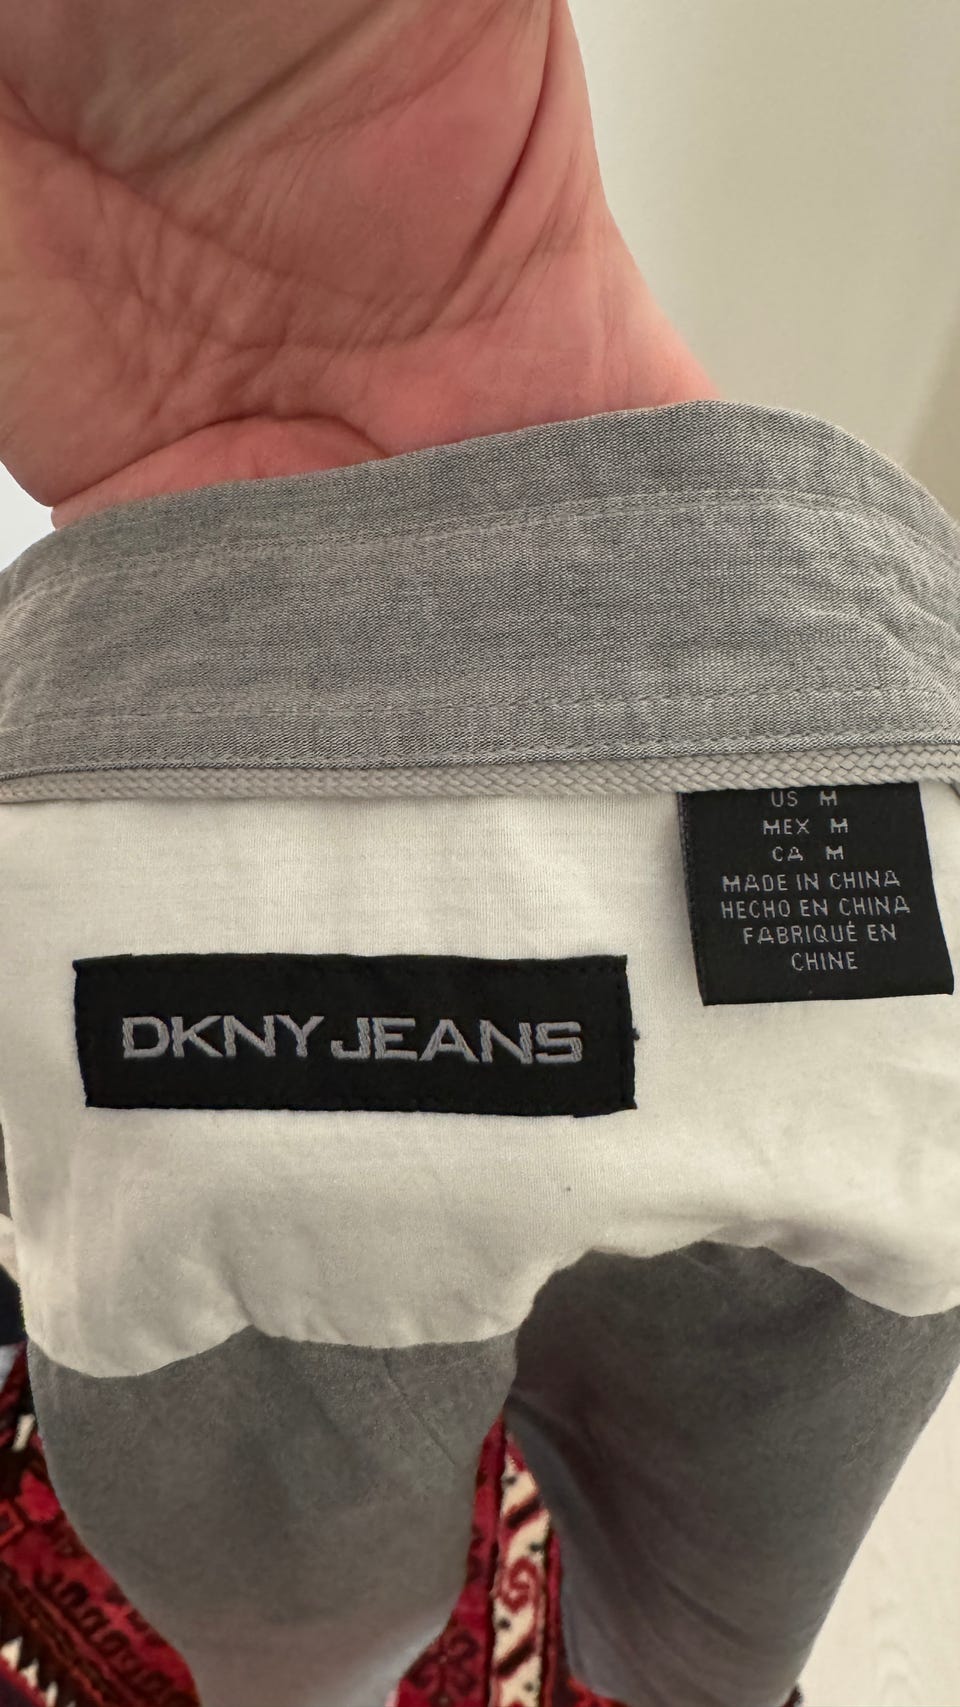 US M
MEX M
CA M
MADE IN CHINA
HECHO EN CHINA
FABRIQUÉ EN
CHINE
DKNY JEANS